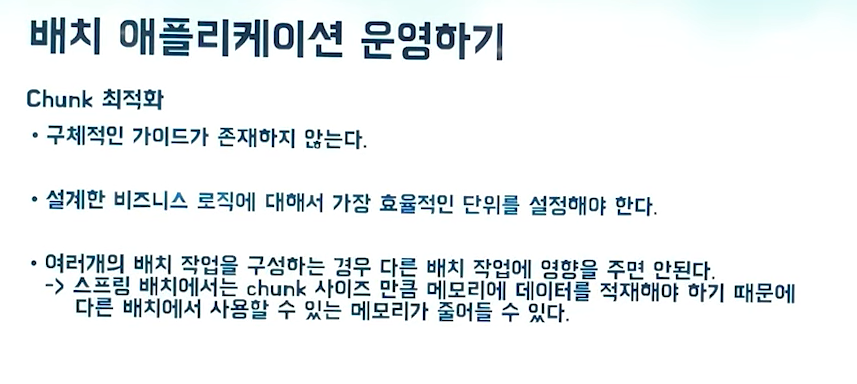 배치 애플리케이션 운영하기
Chunk 최적화
• 구체적인 가이드가 존재하지 않는다.
• 설계한 비즈니스 로직에 대해서 가장 효율적인 단위를 설정해야 한다.
• 여러개의 배치 작업을 구성하는 경우 다른 배치 작업에 영향을 주면 안된다.
-> 스프링 배치에서는 chunk 사이즈 만큼 메모리에 데이터를 적재해야 하기 때문에
다른 배치에서 사용할 수 있는 메모리가 줄어들 수 있다.